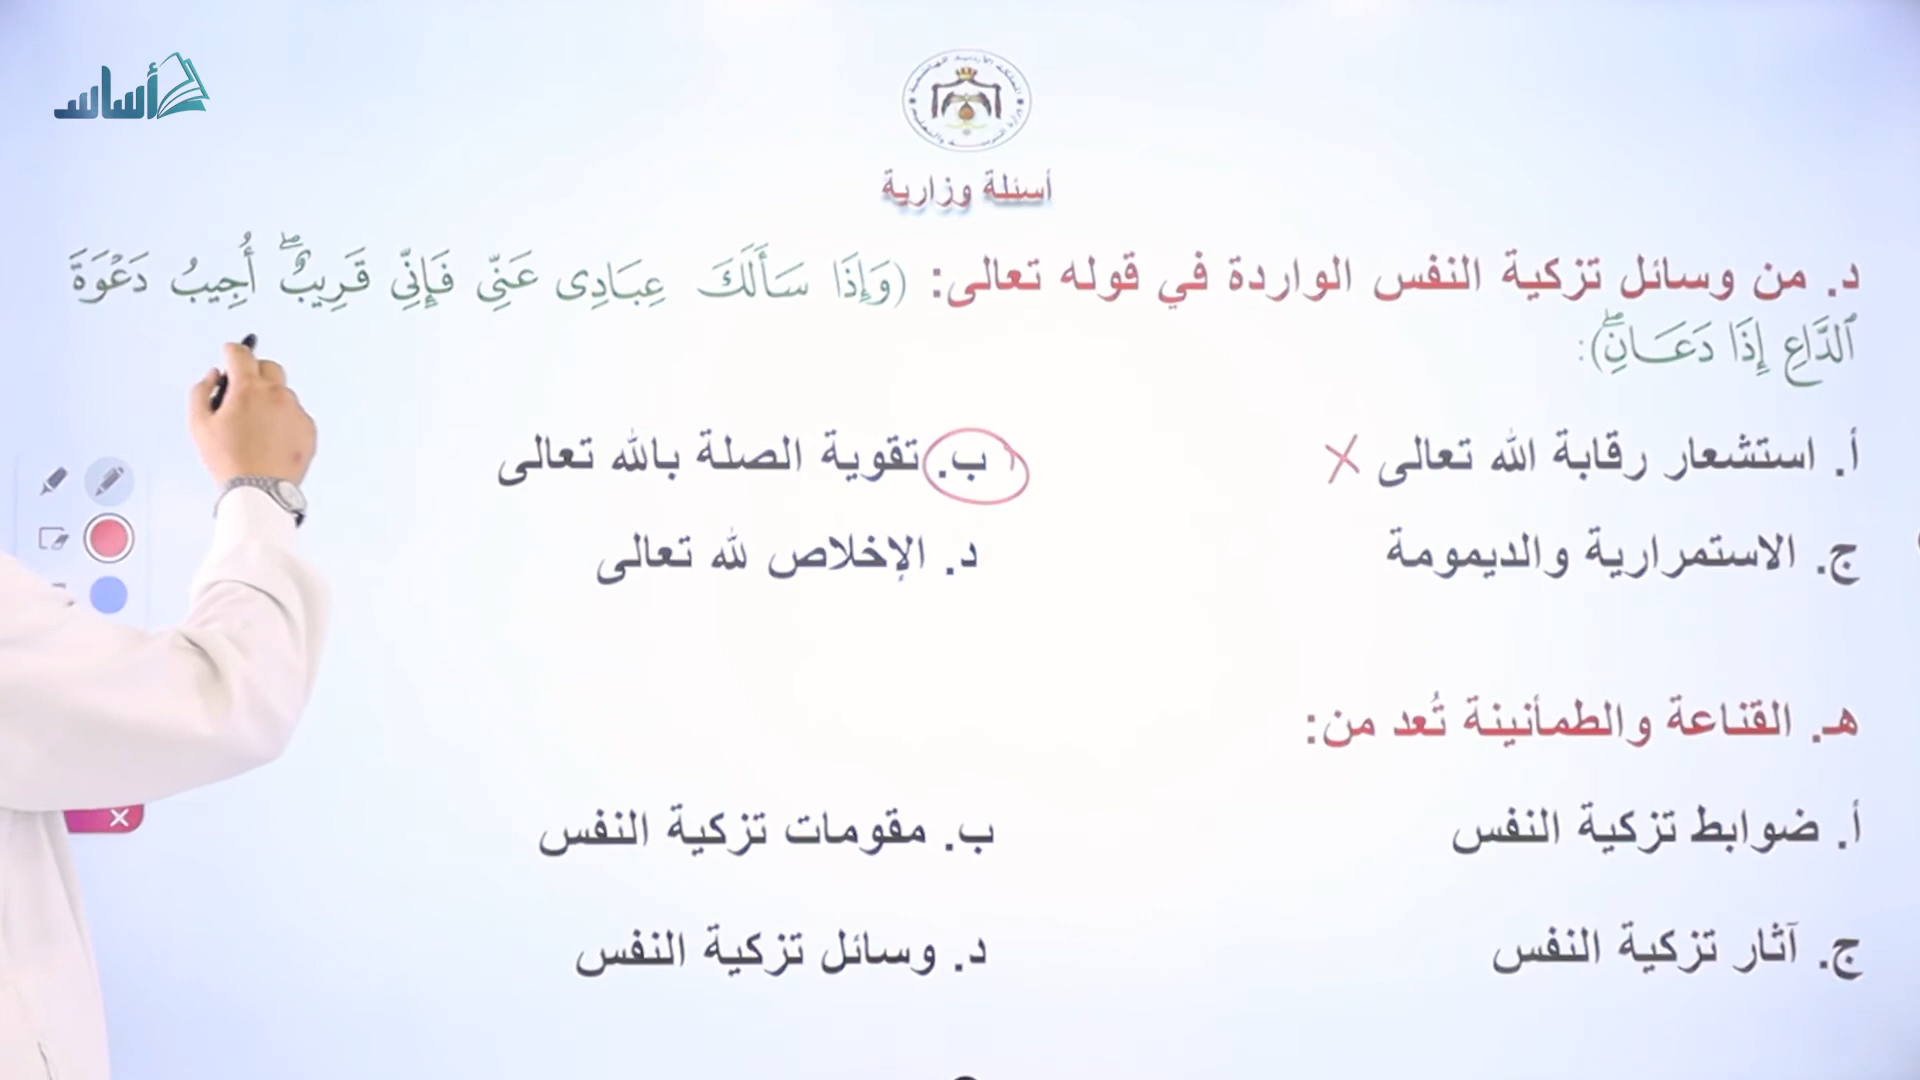 أساس
أسئلة وزارية
د. من وسائل تزكية النفس الواردة في قوله تعالى: (وَإِذَا سَأَلَكَ عِبَادِى عَنِّى فَإِنِّى قَرِيبٌۖ أُجِيبُ دَعۡوَةَ
ٱلدَّاعِ إِذَا دَعَانِۖ):
أ. استشعار رقابة الله تعالى
ب. تقوية الصلة بالله تعالى
ج. الاستمرارية والديمومة
د. الإخلاص لله تعالى
هـ. القناعة والطمأنينة تُعد من:
أ. ضوابط تزكية النفس
ب. مقومات تزكية النفس
ج. آثار تزكية النفس
د. وسائل تزكية النفس